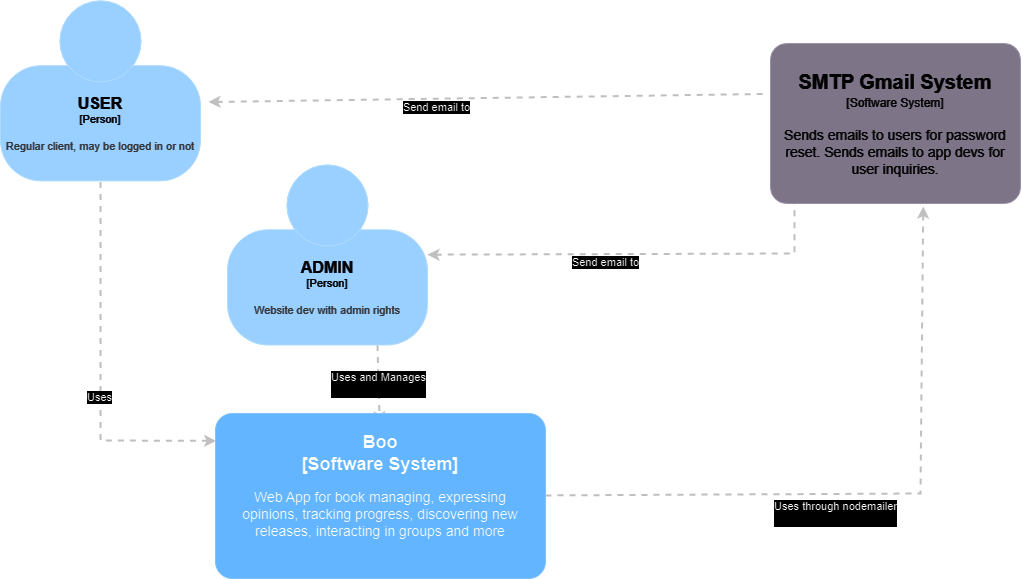 USER
[Person]
Regular client, may be logged in or not
Send email to
SMTP Gmail System
[Software System]
Sends emails to users for password
reset. Sends emails to app devs for
user inquiries.
ADMIN
[Person]
Website dev with admin rights
Send email to
Uses and Manages
Uses
Boo
[Software System]
Web App for book managing, expressing
opinions, tracking progress, discovering new
releases, interacting in groups and more
Uses through nodemailer